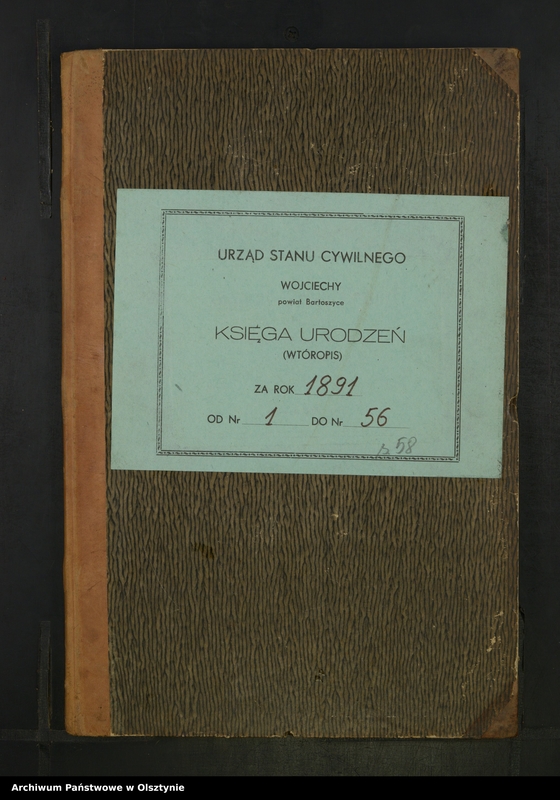 URZĄD STANU CYWILNEGO
WOJCIECHY
powiat Bartoszyce
KSIĘGA URODZEŃ
(WTÓROPIS)
ZA ROK 1891
OD Nr 1 DO Nr 56
58
Archiwum Państwowe w Olsztynie